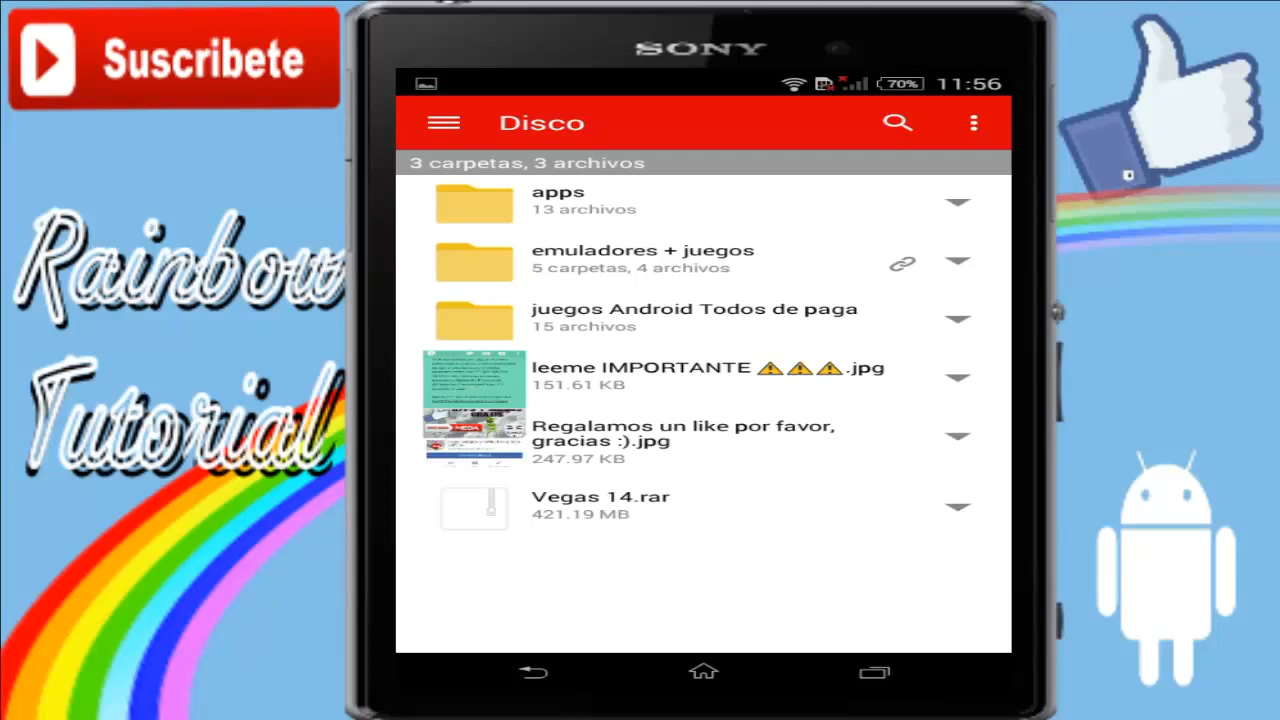 Suscribete
SONY
70% 11:56
Disco
3 carpetas, 3 archivos
apps
13 archivos
emuladores + juegos
5 carpetas, 4 archivos
juegos Android Todos de paga
15 archivos
leeme IMPORTANTE ⚠⚠⚠.jpg
151.61 KB
Regalamos un like por favor,
gracias :).jpg
247.97 KB
Vegas 14.rar
421.19 MB
Rainbow
Tutorial